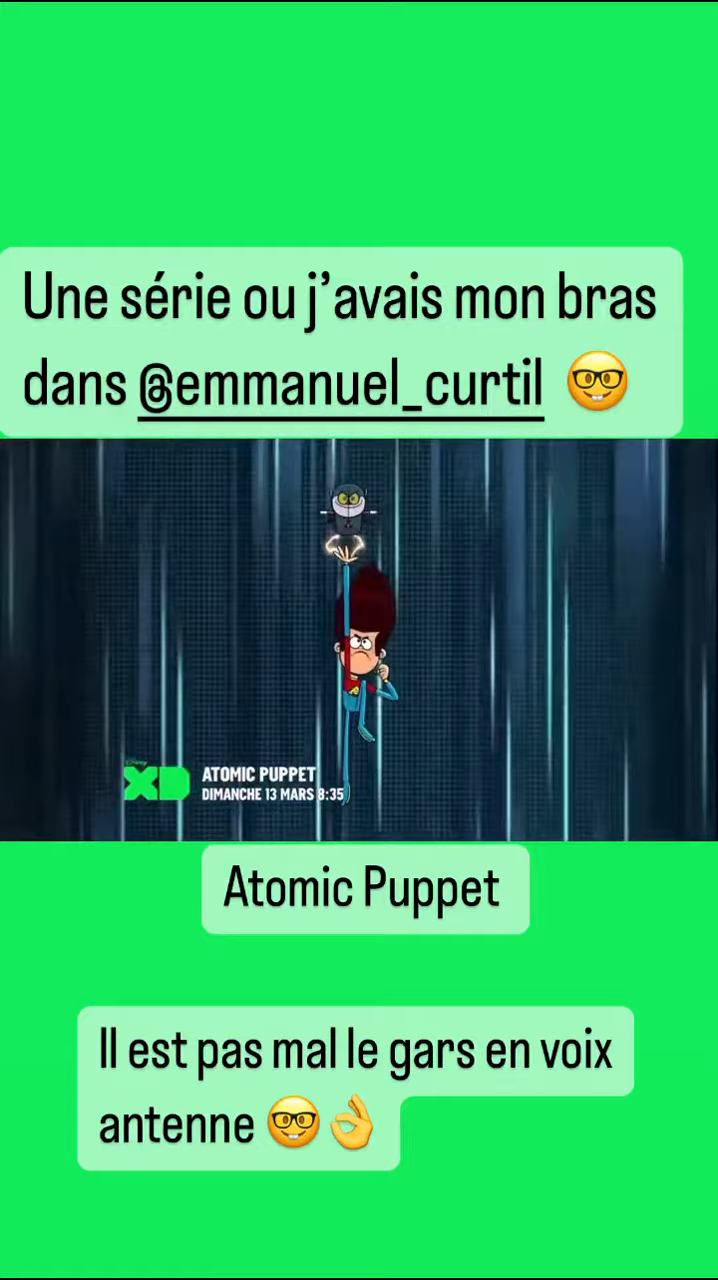 Une série ou j’avais mon bras
dans @emmanuel_curtil 🤓
Disney
XD
ATOMIC PUPPET
DIMANCHE 13 MARS 8:35
Atomic Puppet
Il est pas mal le gars en voix
antenne 🤓👌